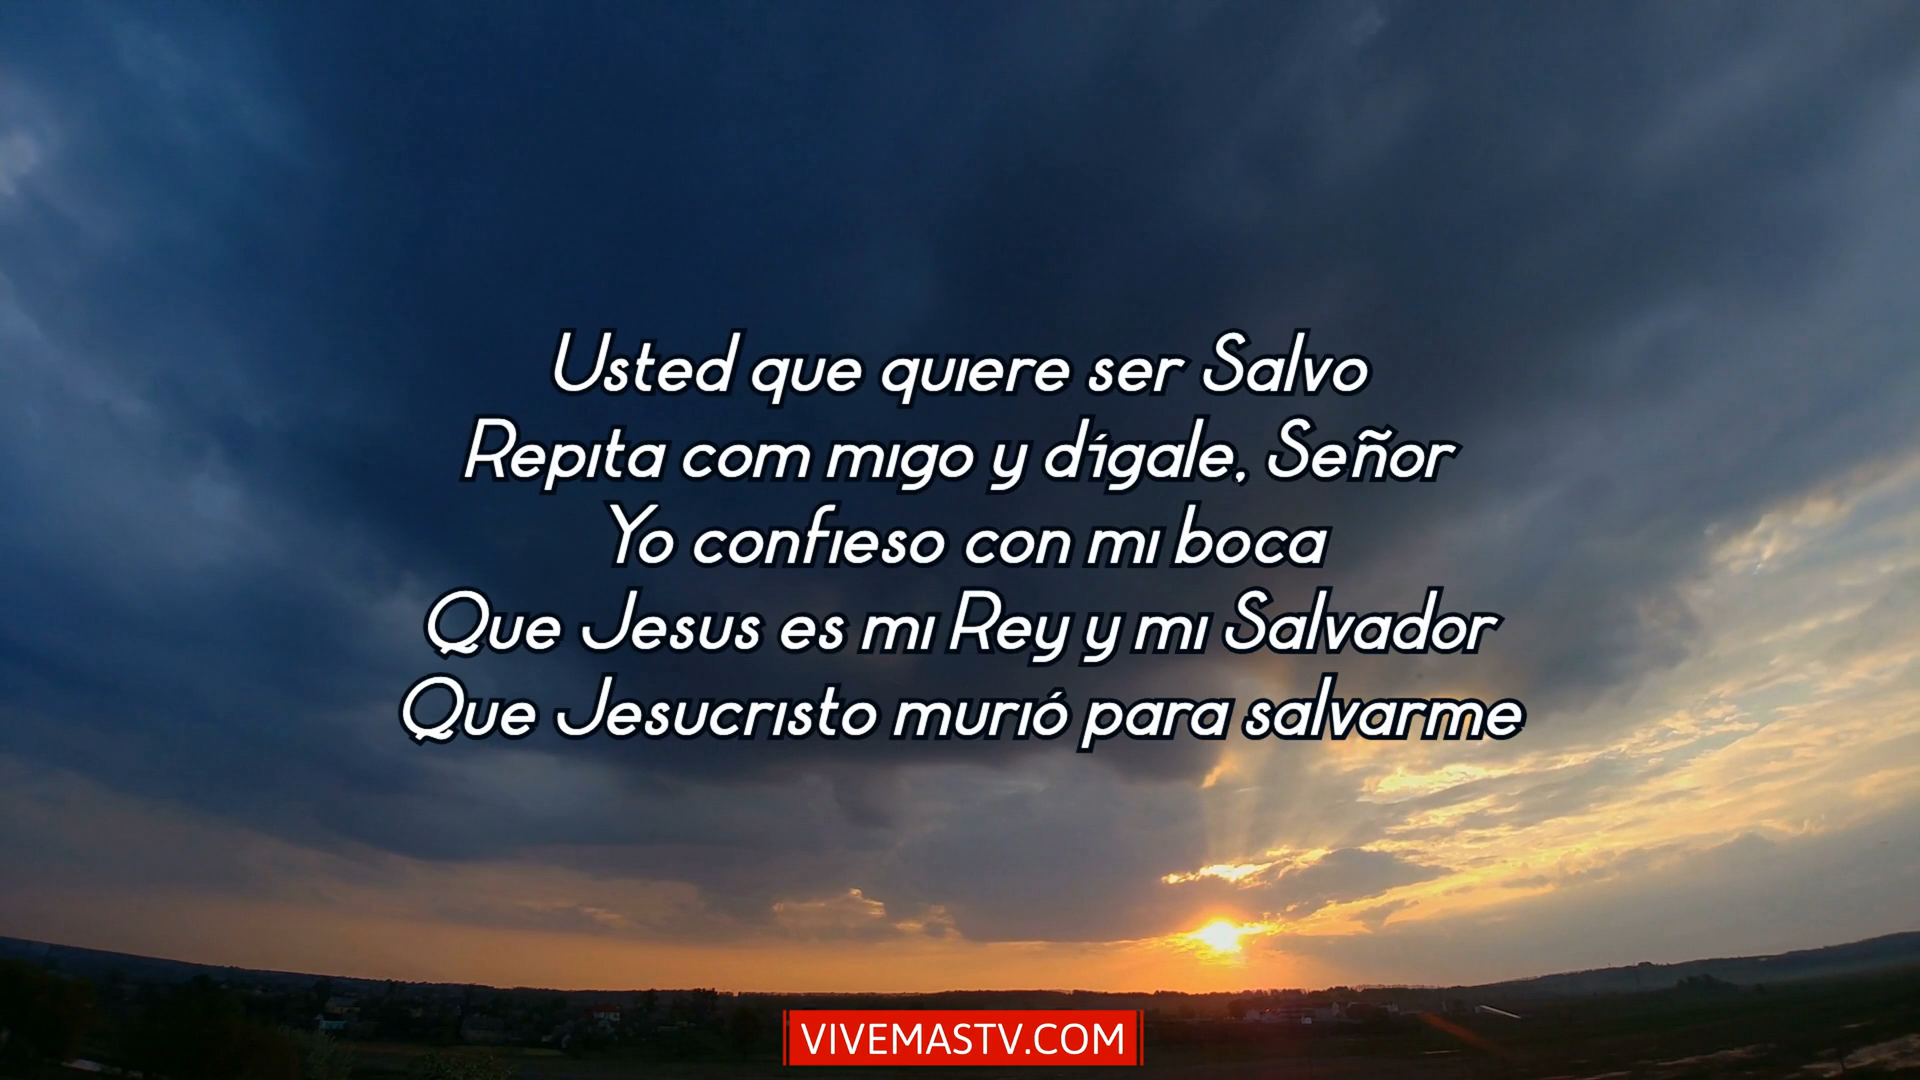 Usted que quiere ser Salvo
Repita com migo y dígale, Señor
Yo confieso con mi boca
Que Jesus es mi Rey y mi Salvador
Que Jesucristo murió para salvarme
VIVEMASTV.COM